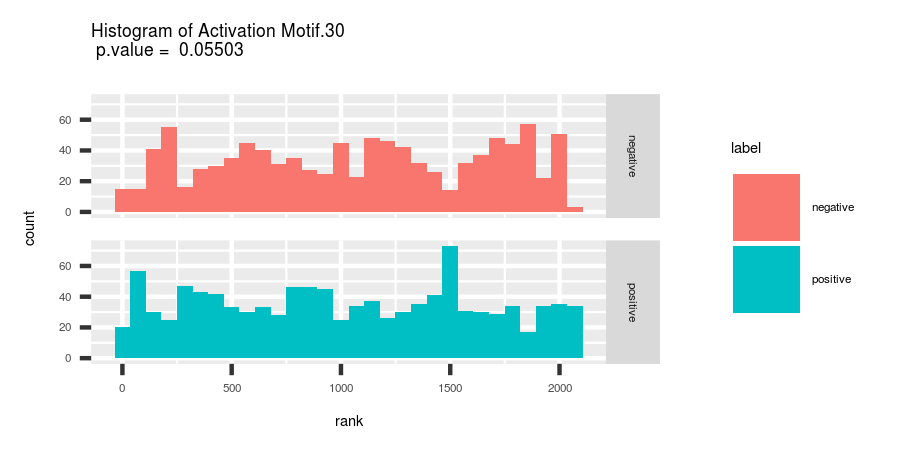 Histogram of Activation Motif.30
p.value =  0.05503
60
40
20
0
negative
60
40
20
0
positive
0 500 1000 1500 2000
rank
count
label
negative
positive